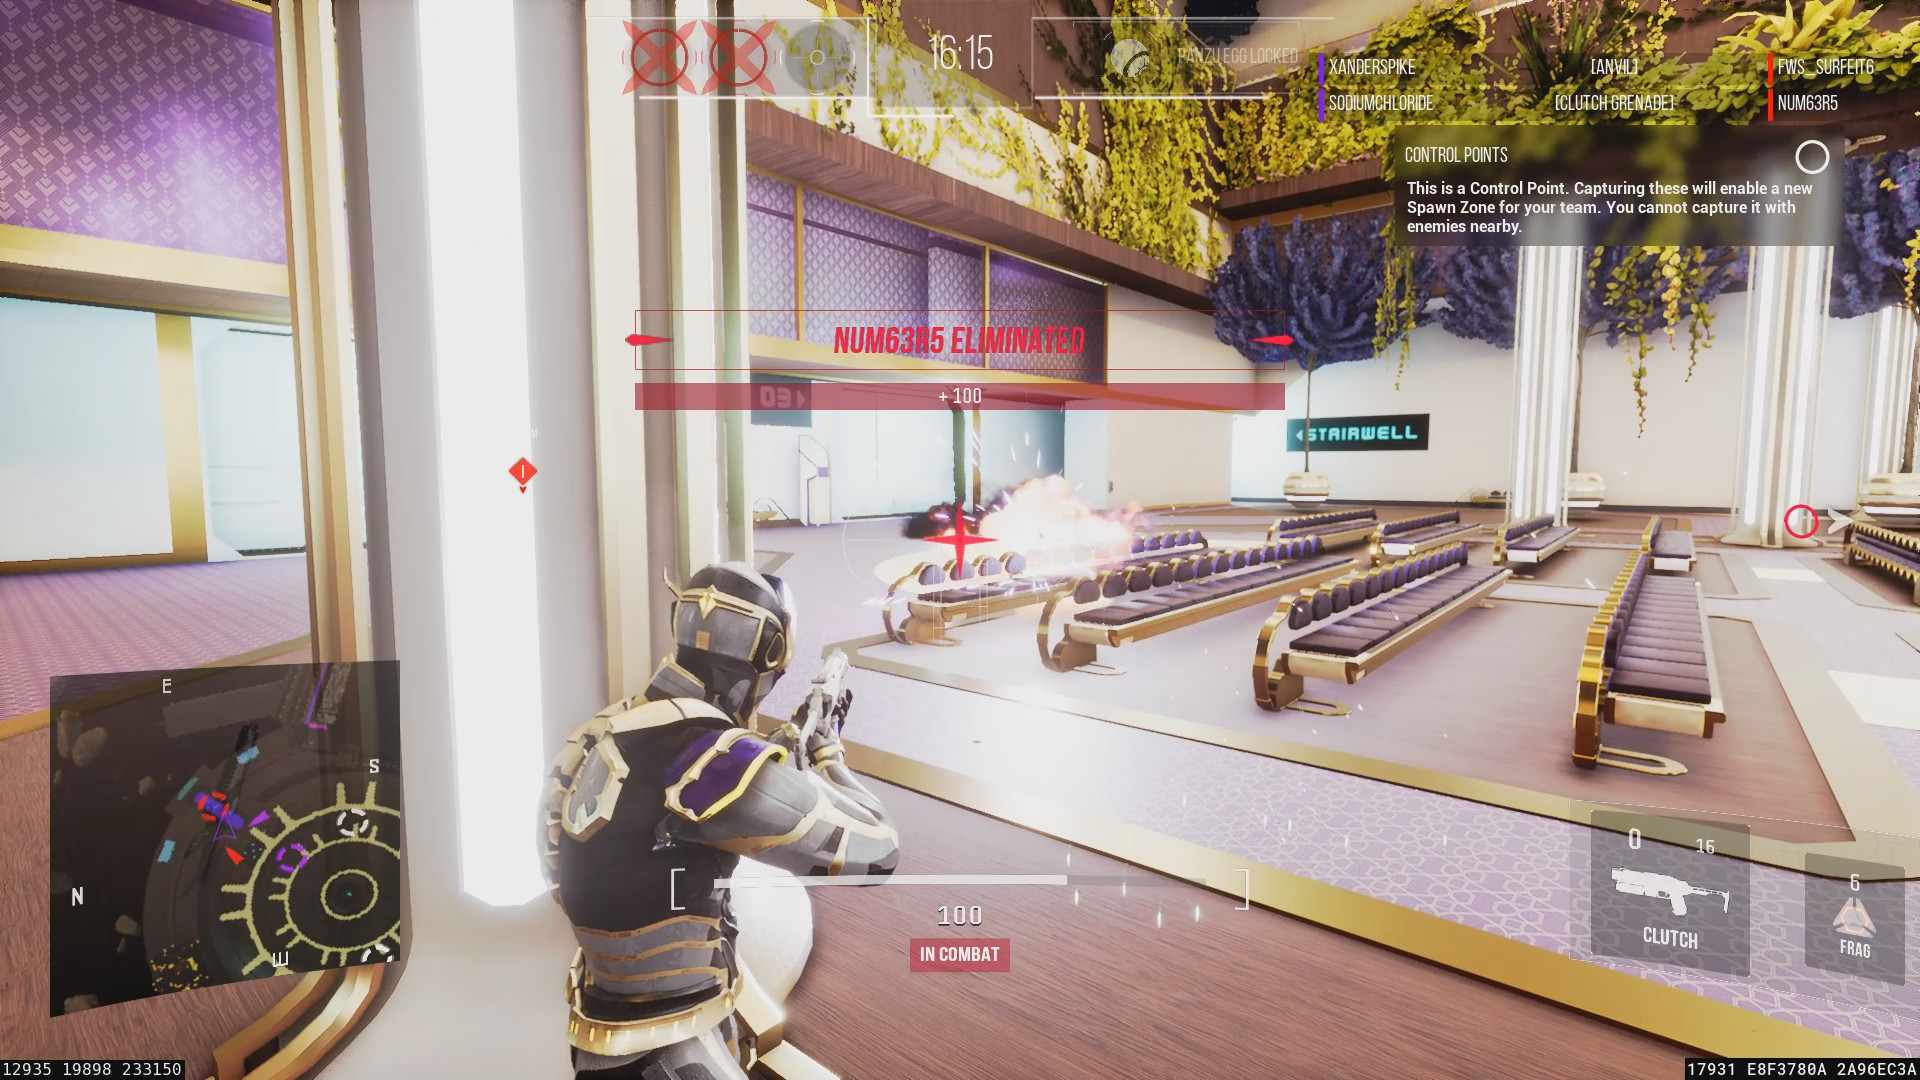 16:15
PANZU EGG LOCKED
XANDERSPIKE [ANVIL] FWS_SURFEIT6
SODIUMCHLORIDE [CLUTCH GRENADE] NUM63R5
CONTROL POINTS
This is a Control Point. Capturing these will enable a new
Spawn Zone for your team. You cannot capture it with
enemies nearby.
NUM63R5 ELIMINATED
+ 100
03
STAIRWELL
E
S
N
W
100
IN COMBAT
0 16
CLUTCH
6
FRAG
12935 19898 233150
17931 E8F3780A 2A96EC3A